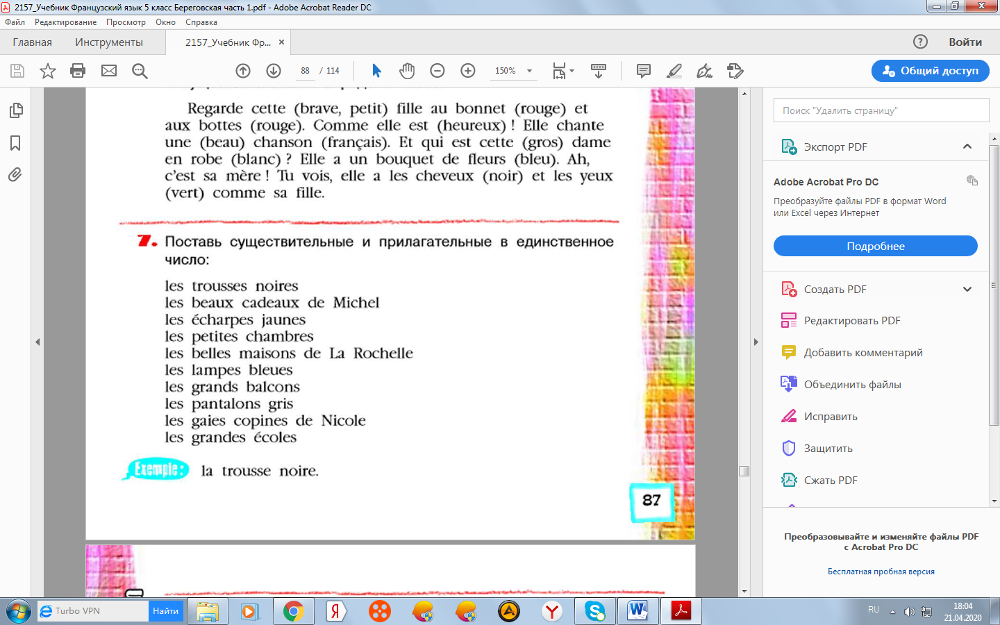 2157_Учебник Французский язык 5 класс Береговская часть 1.pdf - Adobe Acrobat Reader DC
Файл Редактирование Просмотр Окно Справка
Главная Инструменты 2157_Учебник Фр... × Войти
88 / 114 150% Общий доступ
Regarde cette (brave, petit) fille au bonnet (rouge) et
aux bottes (rouge). Comme elle est (heureux) ! Elle chante
une (beau) chanson (français). Et qui est cette (gros) dame
en robe (blanc) ? Elle a un bouquet de fleurs (bleu). Ah,
c'est sa mère ! Tu vois, elle a les cheveux (noir) et les yeux
(vert) comme sa fille.
7. Поставь существительные и прилагательные в единственное
число:
les trousses noires
les beaux cadeaux de Michel
les écharpes jaunes
les petites chambres
les belles maisons de La Rochelle
les lampes bleues
les grands balcons
les pantalons gris
les gaies copines de Nicole
les grandes écoles
Exemple: la trousse noire.
87
Поиск "Удалить страницу"
Экспорт PDF
Adobe Acrobat Pro DC
Преобразуйте файлы PDF в формат Word
или Excel через Интернет
Подробнее
Создать PDF
Редактировать PDF
Добавить комментарий
Объединить файлы
Исправить
Защитить
Сжать PDF
Преобразовывайте и изменяйте файлы PDF
с Acrobat Pro DC
Бесплатная пробная версия
Turbo VPN Найти
RU 18:04
21.04.2020